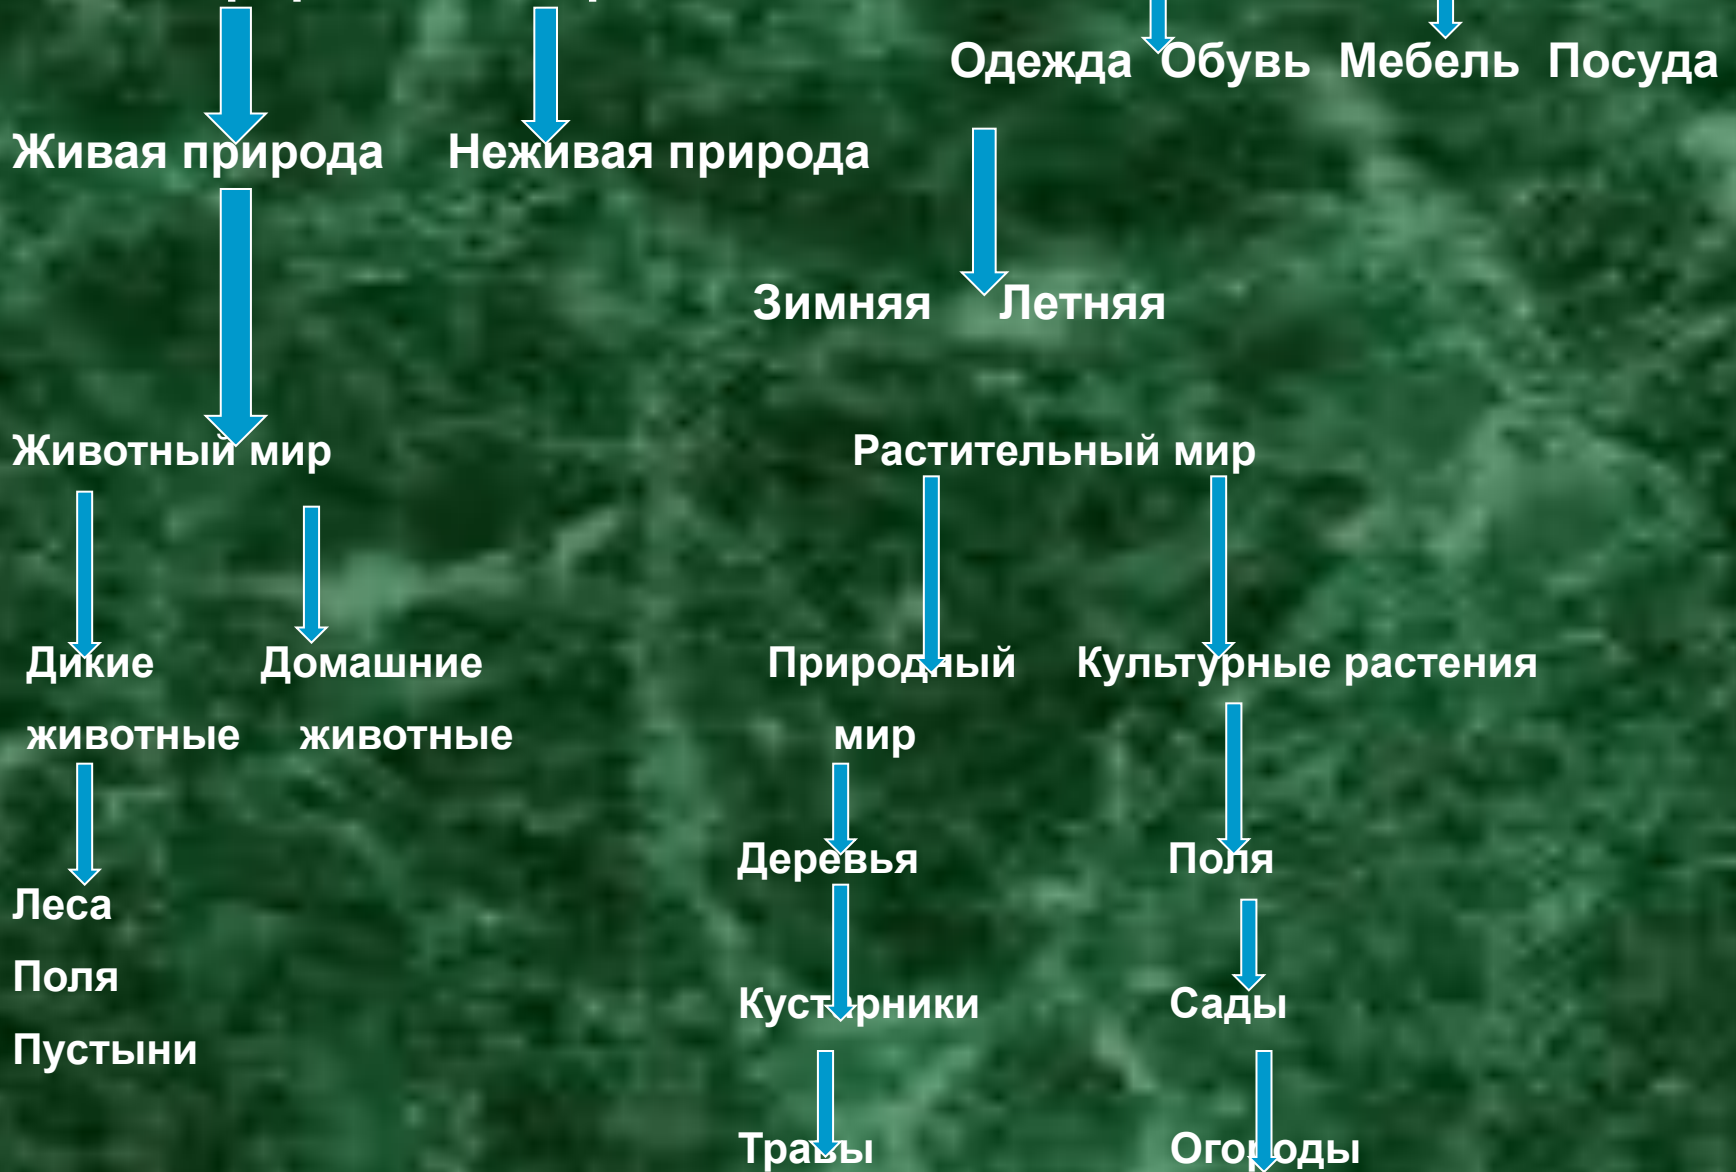 Одежда Обувь Мебель Посуда
Живая природа Неживая природа
Зимняя Летняя
Животный мир Растительный мир
Дикие Домашние Природный Культурные растения
животные животные мир
Деревья Поля
Леса
Поля
Кустарники Сады
Пустыни
Травы Огороды